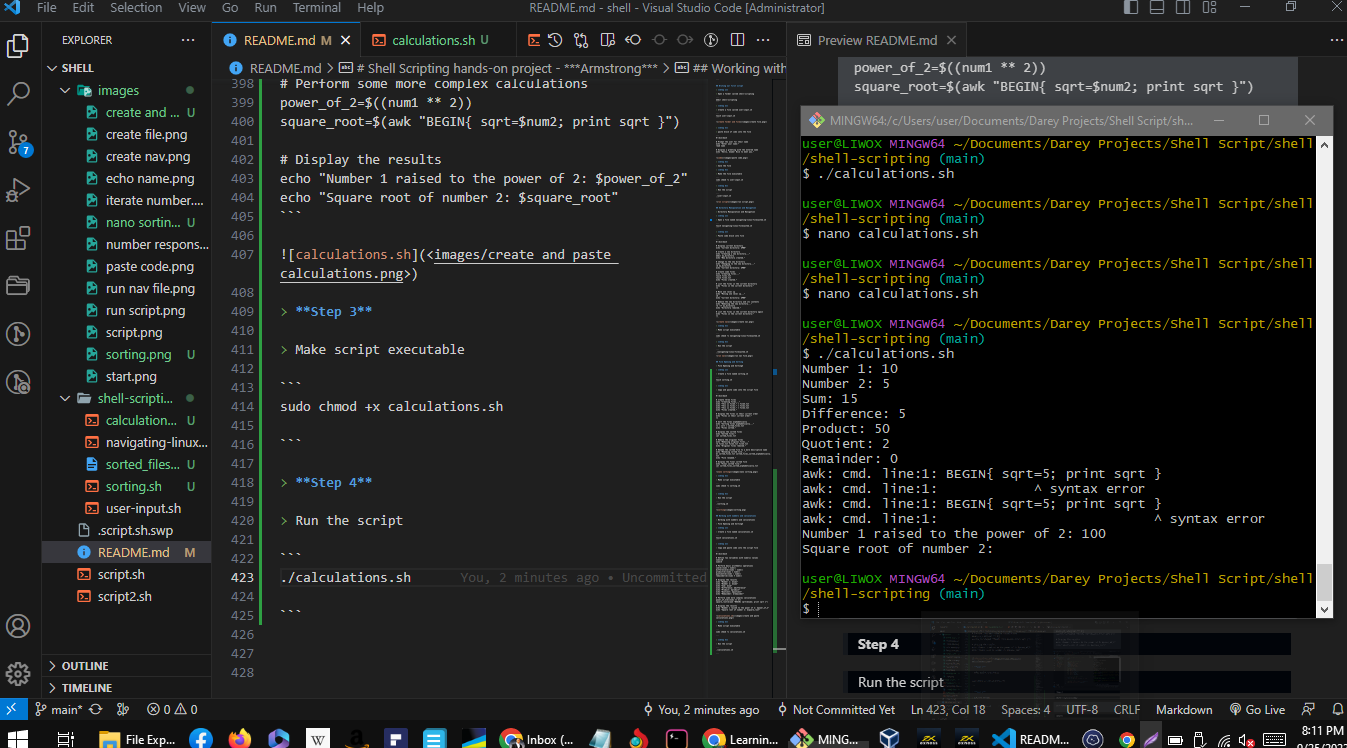 File Edit Selection View Go Run Terminal Help
README.md - shell - Visual Studio Code [Administrator]
EXPLORER
SHELL
images
create and ... U
create file.png
create nav.png
echo name.png
iterate number....
nano sortin... U
number respons...
paste code.png
run nav file.png
run script.png
script.png
sorting.png U
start.png
shell-scripti...
calculation... U
navigating-linux...
sorted_files... U
sorting.sh U
user-input.sh
.script.sh.swp
README.md M
script.sh
script2.sh
OUTLINE
TIMELINE
7
README.md M
calculations.sh U
README.md > # Shell Scripting hands-on project - ***Armstrong*** > ## Working with
398 # Perform some more complex calculations
399 power_of_2=$((num1 ** 2))
400 square_root=$(awk "BEGIN{ sqrt=$num2; print sqrt }")
401
402 # Display the results
403 echo "Number 1 raised to the power of 2: $power_of_2"
404 echo "Square root of number 2: $square_root"
405 ```
406
407 ![calculations.sh](<images/create and paste
calculations.png>)
408
409 > **Step 3**
410
411 > Make script executable
412
413 ```
414 sudo chmod +x calculations.sh
415
416 ```
417
418 > **Step 4**
419
420 > Run the script
421
422 ```
423 ./calculations.sh You, 2 minutes ago • Uncommitted
424
425 ```
426
427
428
Preview README.md
power_of_2=$((num1 ** 2))
square_root=$(awk "BEGIN{ sqrt=$num2; print sqrt }")
MINGW64:/c/Users/user/Documents/Darey Projects/Shell Script/sh...
user@LIWOX MINGW64 ~/Documents/Darey Projects/Shell Script/shell
/shell-scripting (main)
$ ./calculations.sh
user@LIWOX MINGW64 ~/Documents/Darey Projects/Shell Script/shell
/shell-scripting (main)
$ nano calculations.sh
user@LIWOX MINGW64 ~/Documents/Darey Projects/Shell Script/shell
/shell-scripting (main)
$ nano calculations.sh
user@LIWOX MINGW64 ~/Documents/Darey Projects/Shell Script/shell
/shell-scripting (main)
$ ./calculations.sh
Number 1: 10
Number 2: 5
Sum: 15
Difference: 5
Product: 50
Quotient: 2
Remainder: 0
awk: cmd. line:1: BEGIN{ sqrt=5; print sqrt }
awk: cmd. line:1: ^ syntax error
awk: cmd. line:1: BEGIN{ sqrt=5; print sqrt }
awk: cmd. line:1: ^ syntax error
Number 1 raised to the power of 2: 100
Square root of number 2:
user@LIWOX MINGW64 ~/Documents/Darey Projects/Shell Script/shell
/shell-scripting (main)
$
Step 4
Run the script
main* 0 0 You, 2 minutes ago Not Committed Yet Ln 423, Col 18 Spaces: 4 UTF-8 CRLF Markdown Go Live
File Exp... Inbox (... Learnin... MING... READM... 8:11 PM